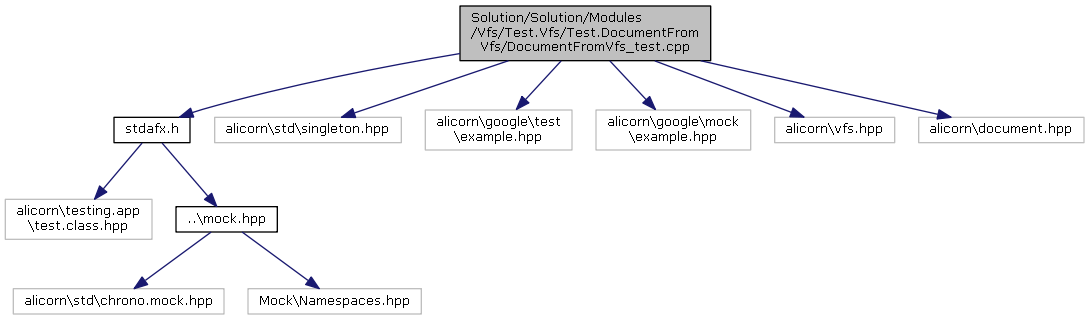 Solution/Solution/Modules
/Vfs/Test.Vfs/Test.DocumentFrom
Vfs/DocumentFromVfs_test.cpp
stdafx.h
alicorn\std\singleton.hpp
alicorn\google\test
\example.hpp
alicorn\google\mock
\example.hpp
alicorn\vfs.hpp
alicorn\document.hpp
alicorn\testing.app
\test.class.hpp
..\mock.hpp
alicorn\std\chrono.mock.hpp
Mock\Namespaces.hpp